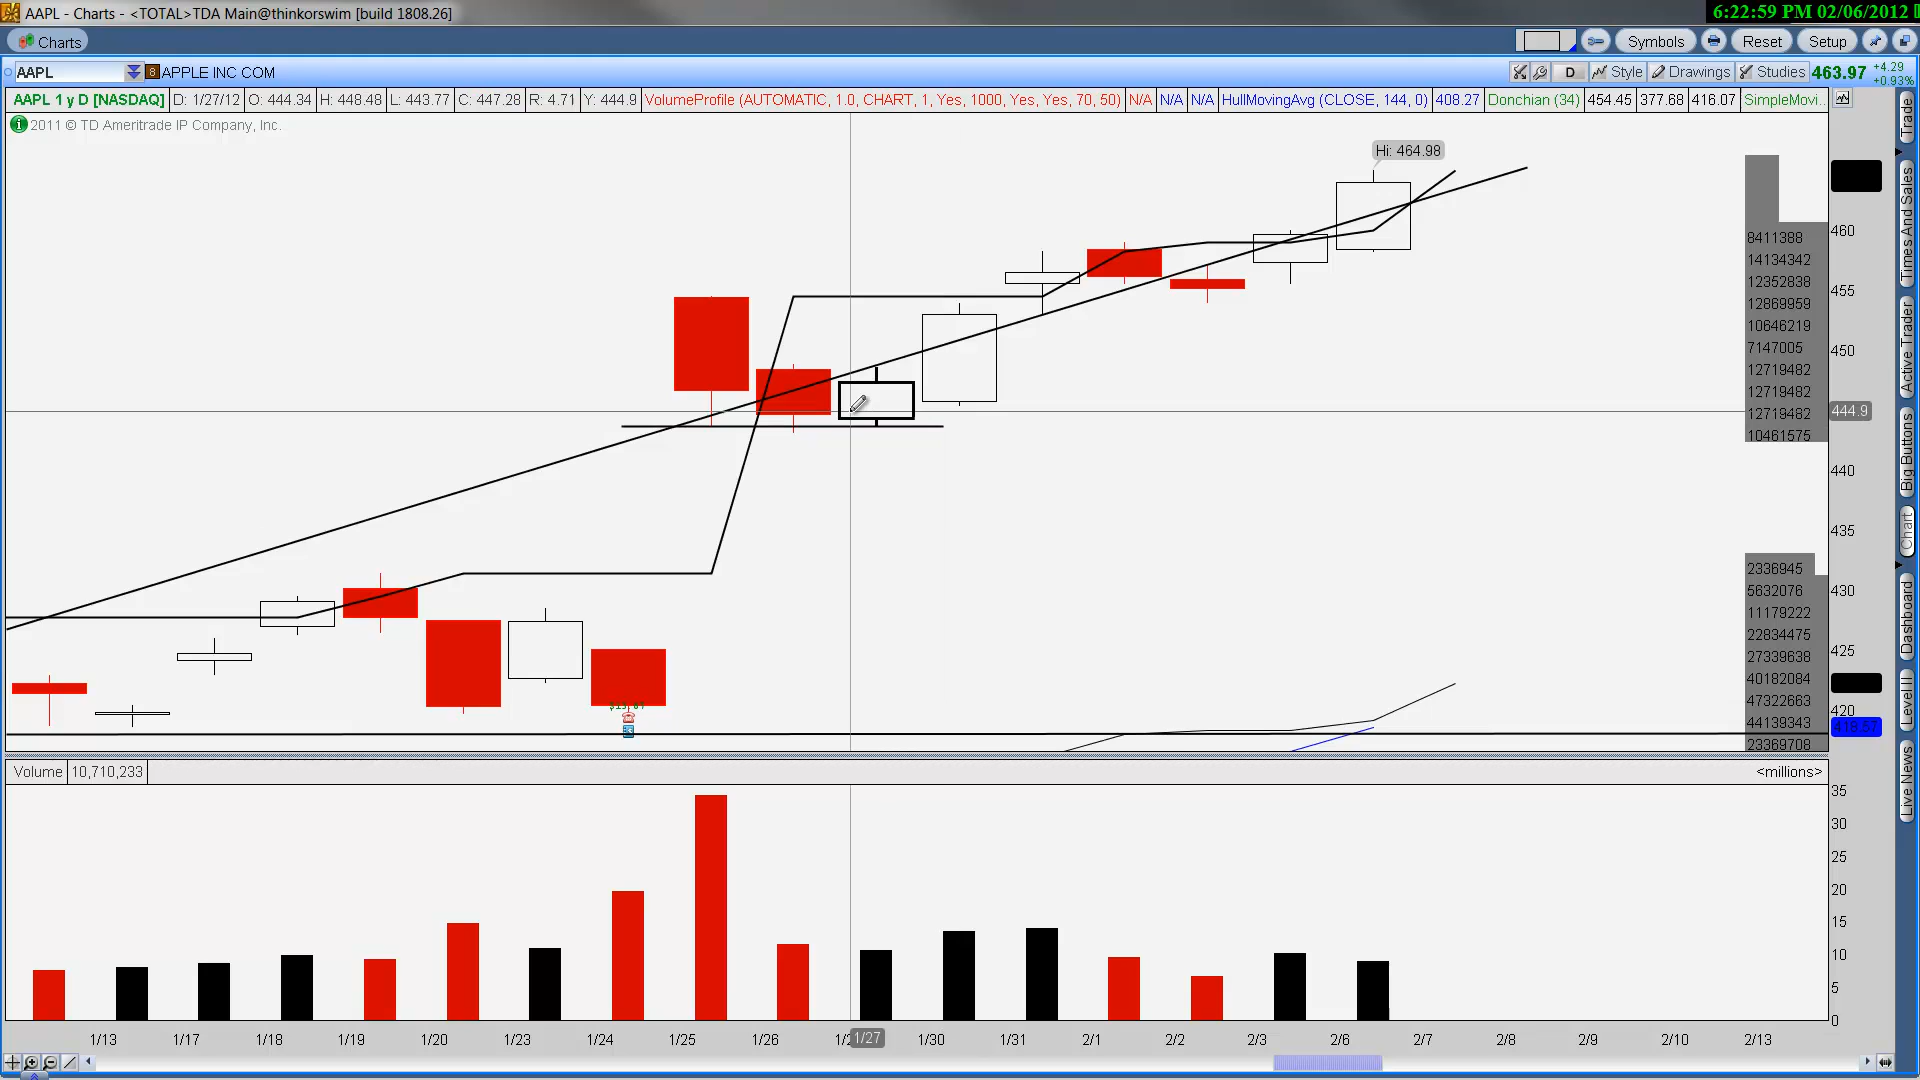 AAPL - Charts - <TOTAL>TDA Main@thinkorswim [build 1808.26]
6:22:59 PM 02/06/2012
Charts
Symbols
Reset
Setup
AAPL
8
APPLE INC COM
D
Style
Drawings
Studies
463.97
+4.29
+0.93%
AAPL 1 y D [NASDAQ]
D: 1/27/12
O: 444.34
H: 448.48
L: 443.77
C: 447.28
R: 4.71
Y: 444.9
VolumeProfile (AUTOMATIC, 1.0, CHART, 1, Yes, 1000, Yes, Yes, 70, 50)
N/A
N/A
N/A
HullMovingAvg (CLOSE, 144, 0)
408.27
Donchian (34)
454.45
377.68
416.07
SimpleMovi...
2011 © TD Ameritrade IP Company, Inc.
Hi: 464.98
8411388
14134342
12352838
12869959
10646219
7147005
12719482
12719482
12719482
10461575
2336945
5632076
11179222
22834475
27339638
40182084
47322663
44139343
23369708
460
455
450
444.9
440
435
430
425
420
418.57
Trade
Times And Sales
Active Trader
Big Buttons
Chart
Dashboard
Level II
Live News
Volume
10,710,233
<millions>
35
30
25
20
15
10
5
0
1/13
1/17
1/18
1/19
1/20
1/23
1/24
1/25
1/26
1/27
1/30
1/31
2/1
2/2
2/3
2/6
2/7
2/8
2/9
2/10
2/13